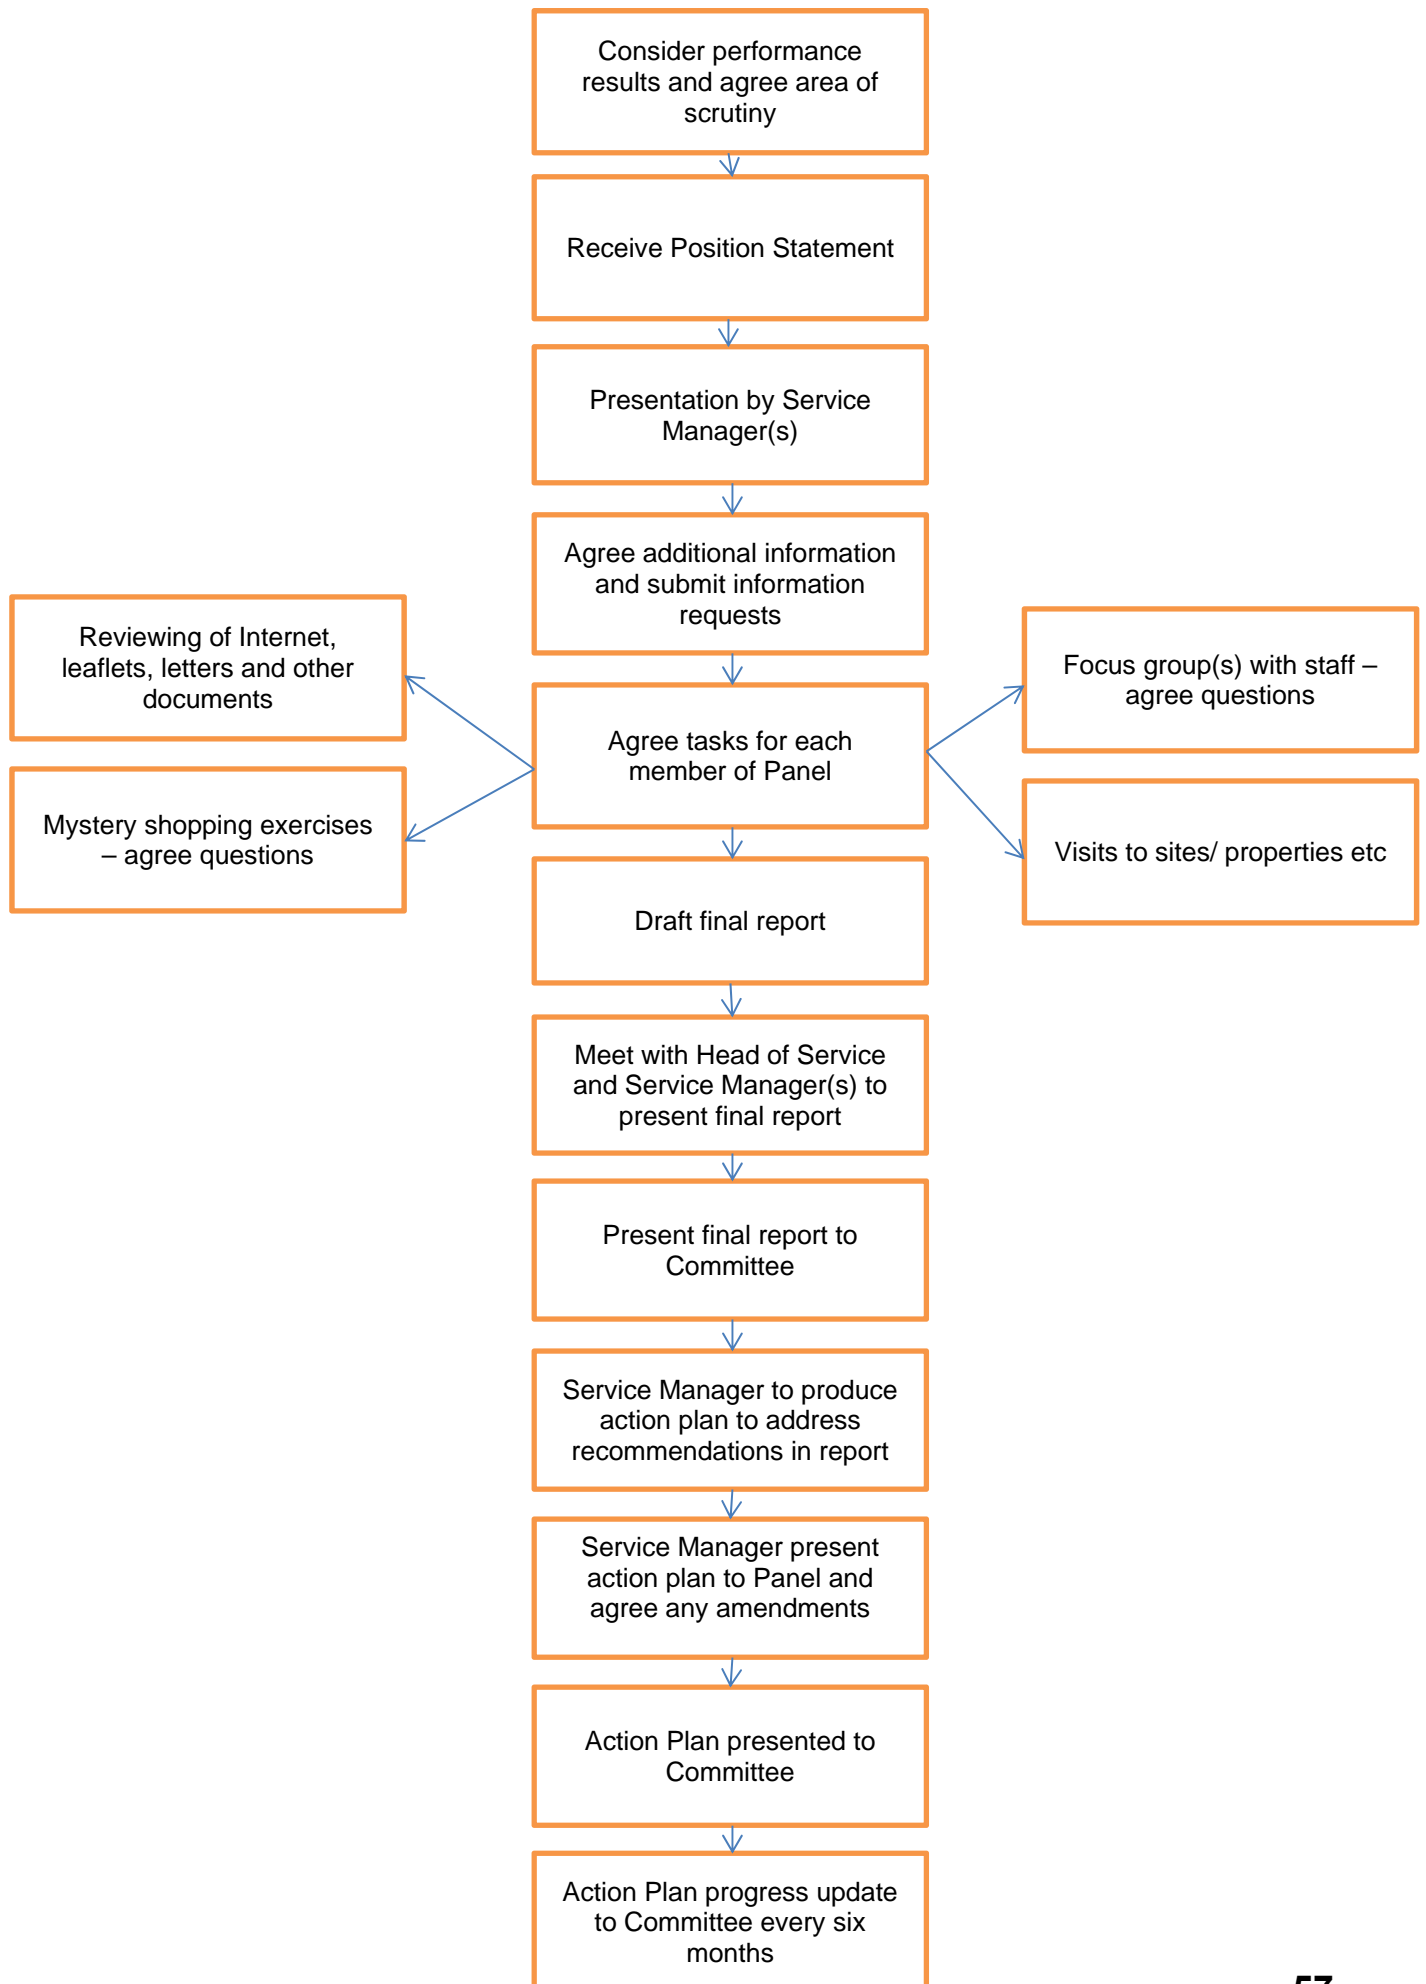 Consider performance
results and agree area of
scrutiny
Receive Position Statement
Presentation by Service
Manager(s)
Agree additional information
and submit information
requests
Reviewing of Internet,
leaflets, letters and other
documents
Focus group(s) with staff –
agree questions
Agree tasks for each
member of Panel
Mystery shopping exercises
– agree questions
Visits to sites/ properties etc
Draft final report
Meet with Head of Service
and Service Manager(s) to
present final report
Present final report to
Committee
Service Manager to produce
action plan to address
recommendations in report
Service Manager present
action plan to Panel and
agree any amendments
Action Plan presented to
Committee
Action Plan progress update
to Committee every six
months
57